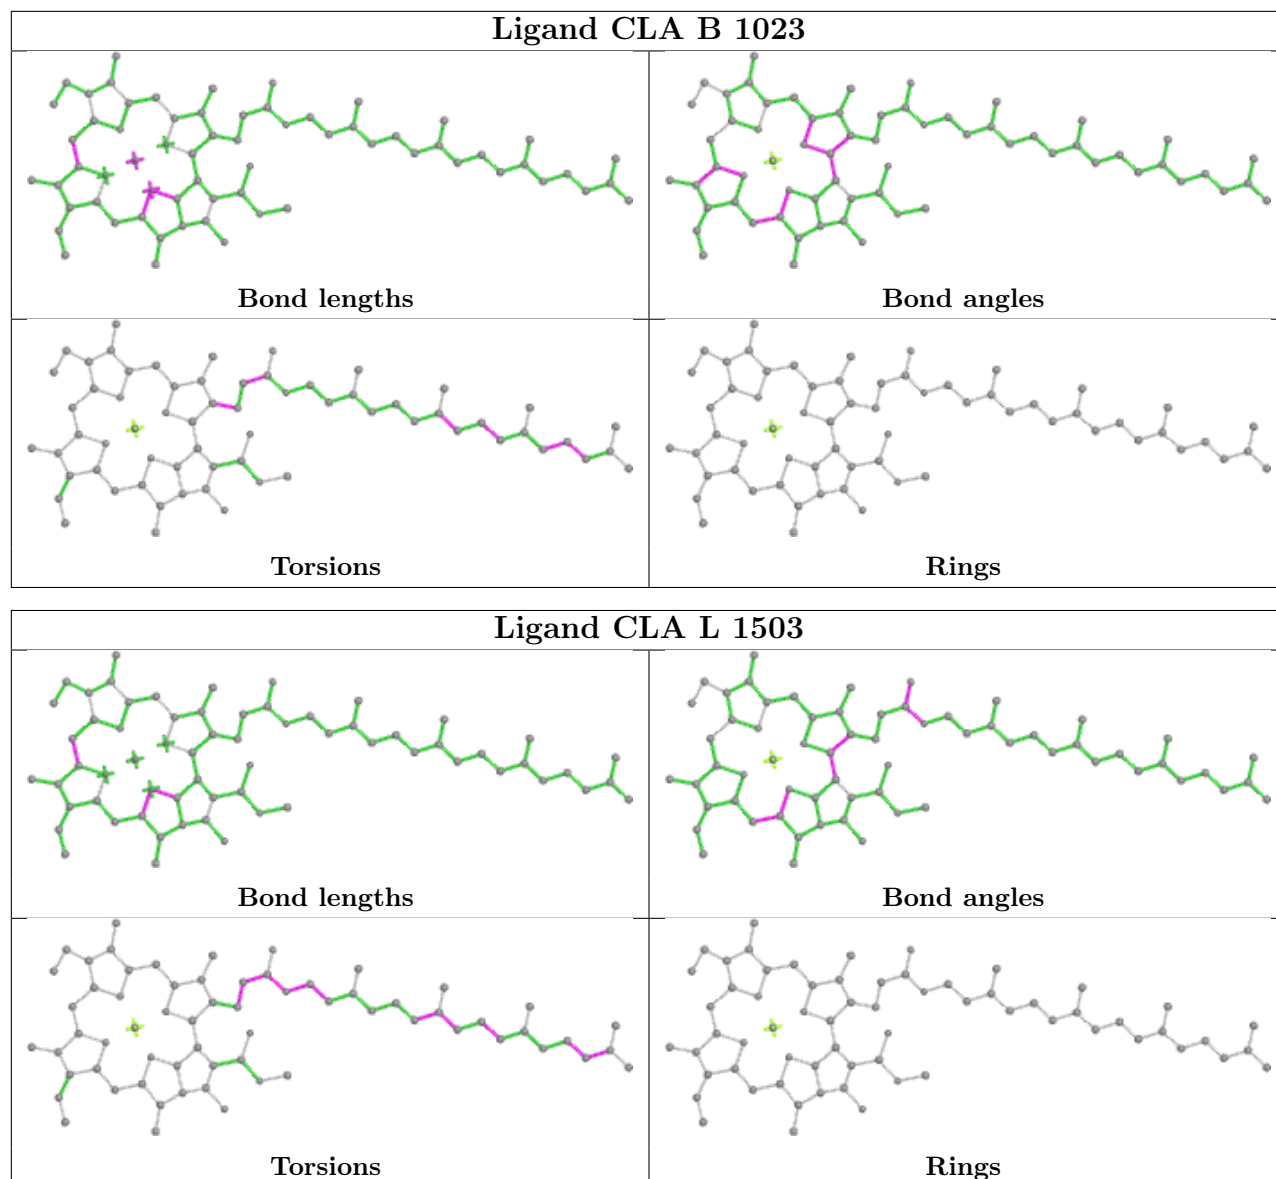 Ligand CLA B 1023
Bond lengths
Bond angles
Torsions
Rings
Ligand CLA L 1503
Bond lengths
Bond angles
Torsions
Rings